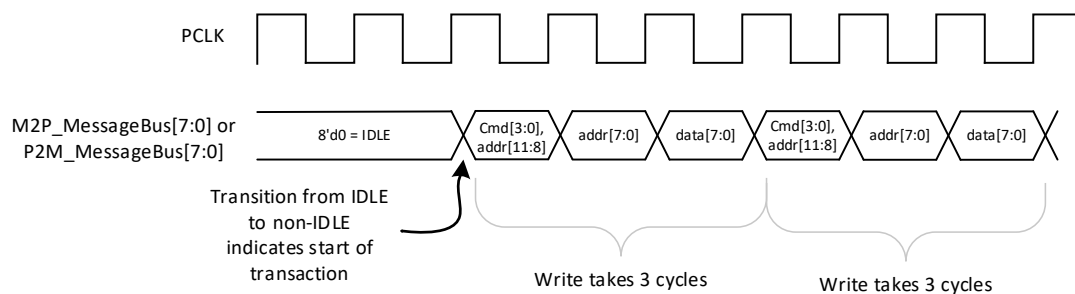 PCLK
M2P_MessageBus[7:0] or
P2M_MessageBus[7:0]
8'd0 = IDLE
Cmd[3:0],
addr[11:8]
addr[7:0]
data[7:0]
Cmd[3:0],
addr[11:8]
addr[7:0]
data[7:0]
Transition from IDLE
to non-IDLE
indicates start of
transaction
Write takes 3 cycles
Write takes 3 cycles